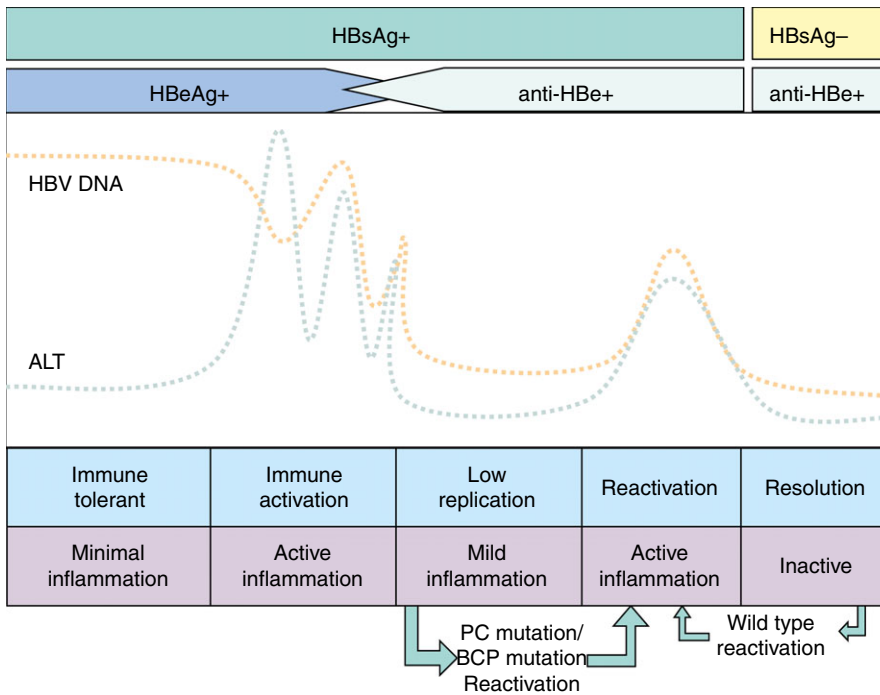 HBsAg+
HBsAg–
HBeAg+
anti-HBe+
anti-HBe+
HBV DNA
ALT
Immune
tolerant
Immune
activation
Low
replication
Reactivation
Resolution
Minimal
inflammation
Active
inflammation
Mild
inflammation
Active
inflammation
Inactive
PC mutation/
BCP mutation
Reactivation
Wild type
reactivation